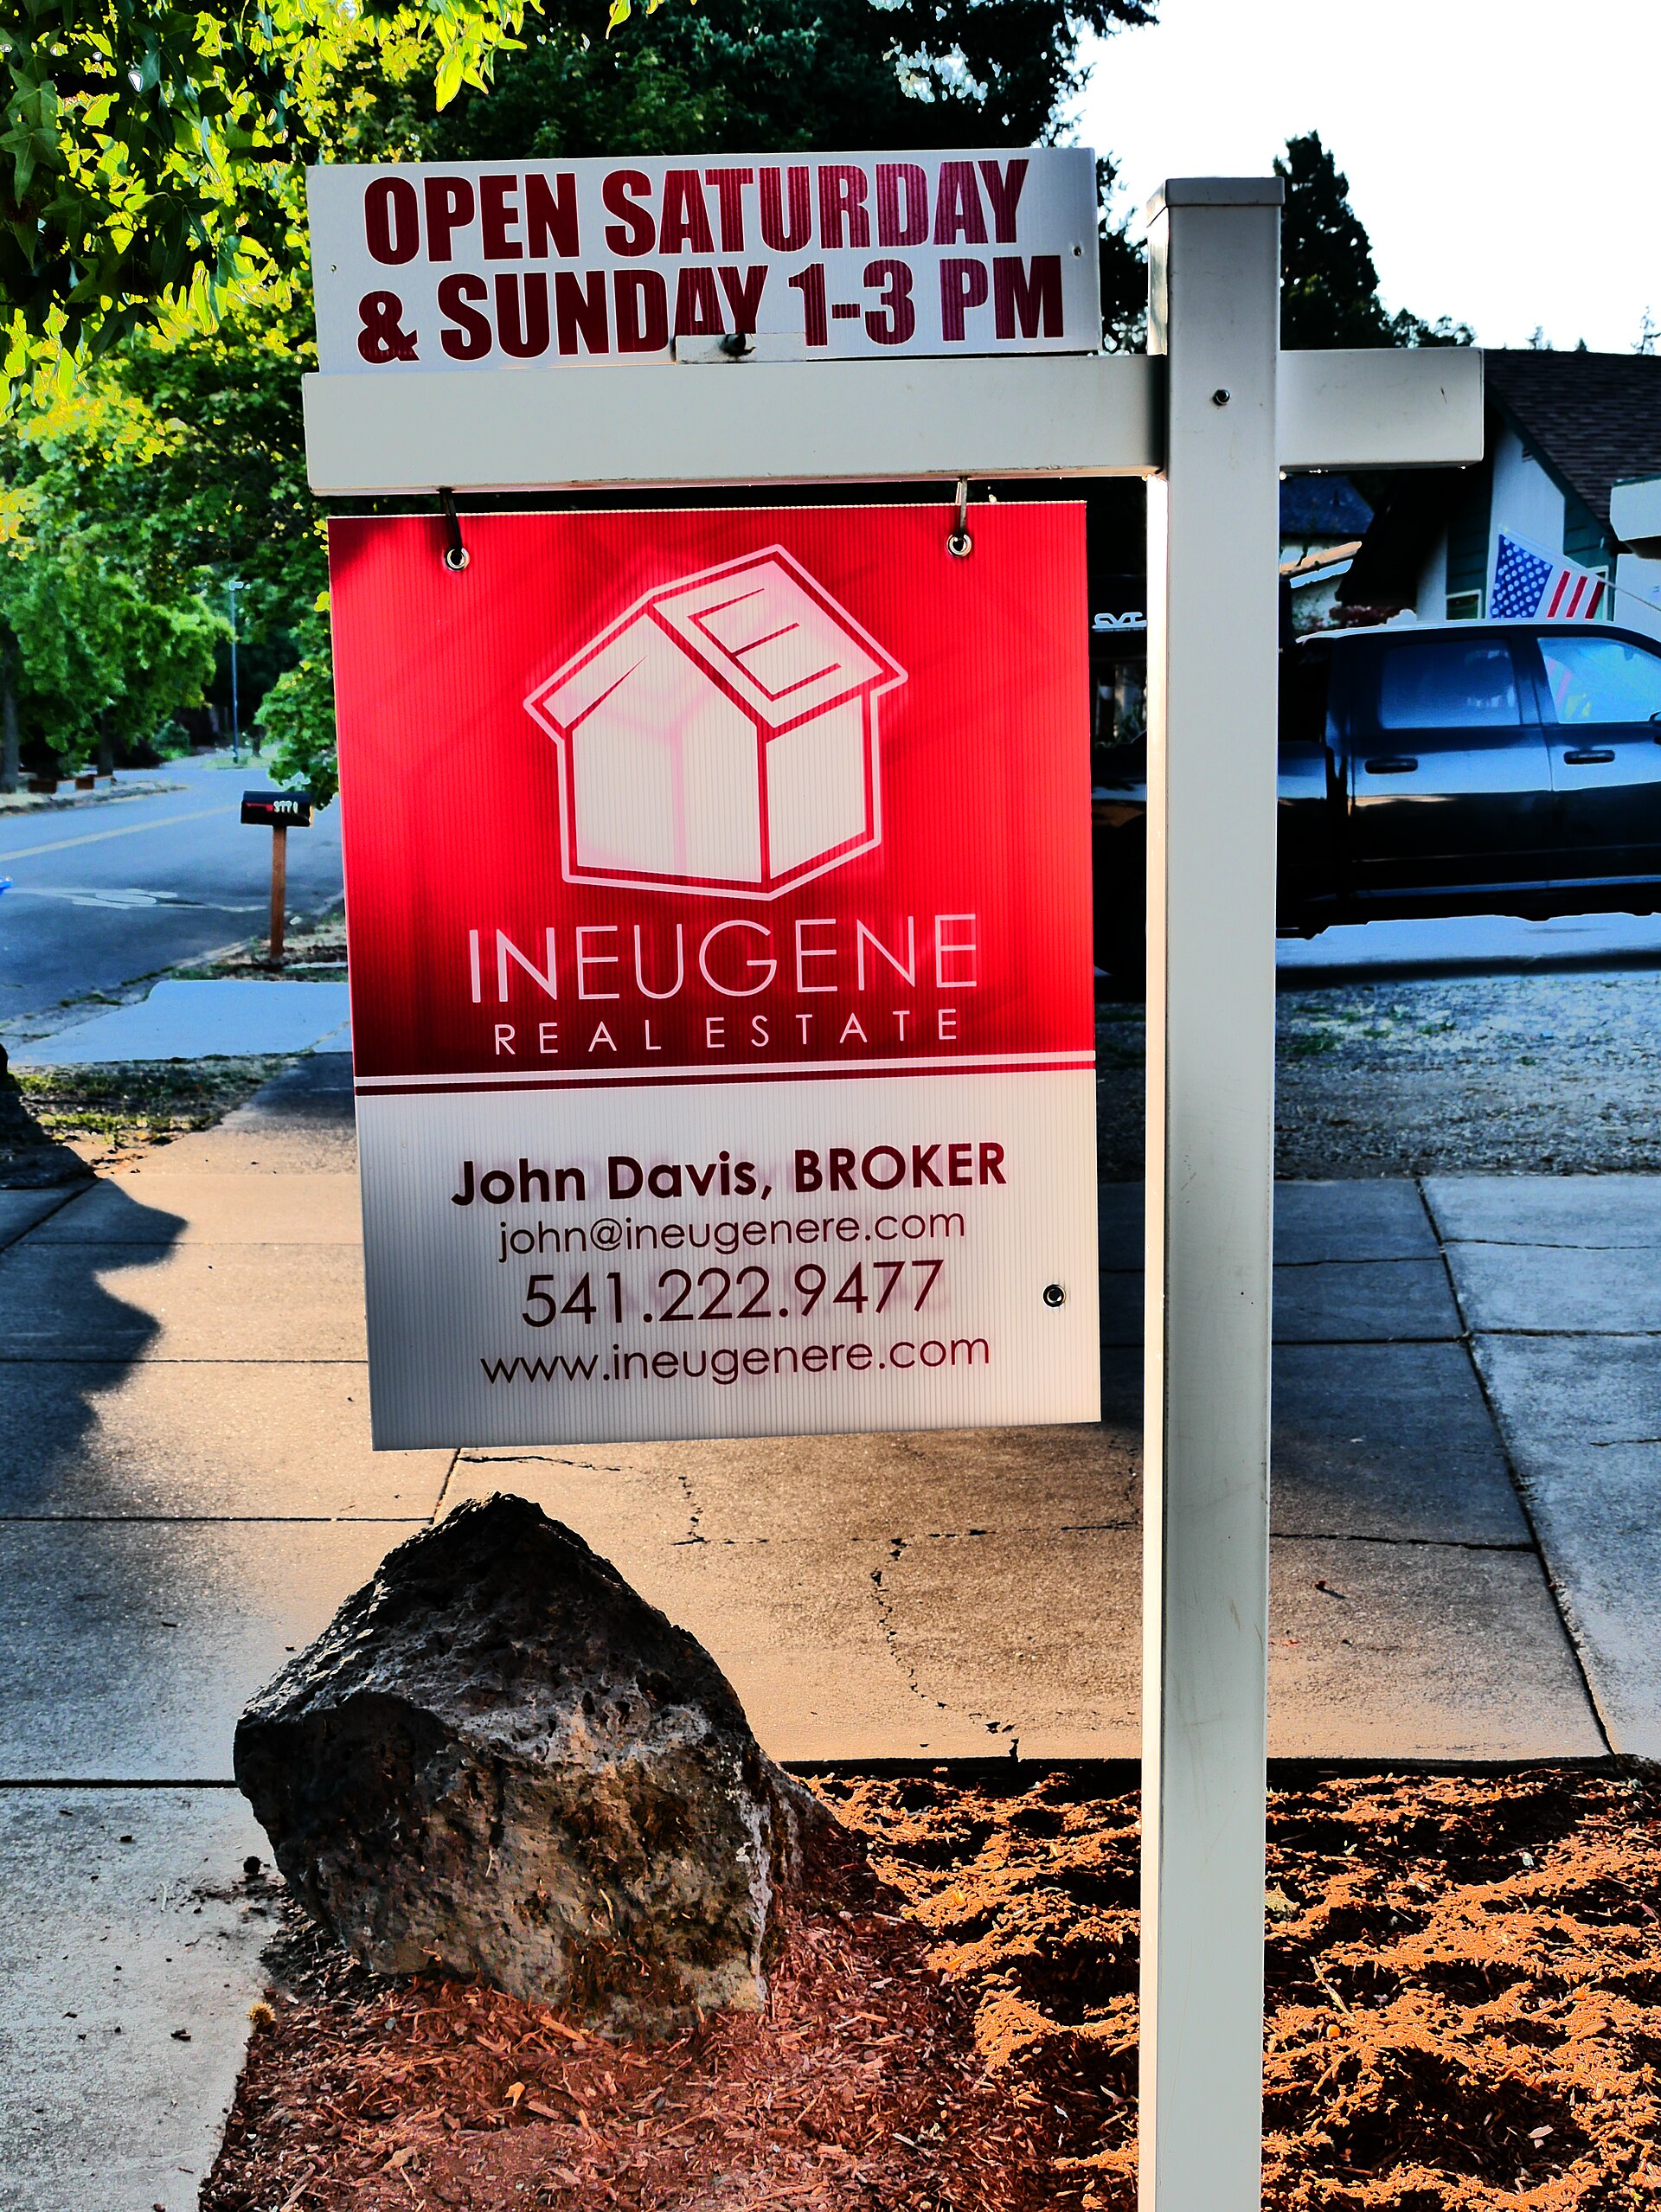 OPEN SATURDAY
& SUNDAY 1-3 PM
INEUGENE
REAL ESTATE
John Davis, BROKER
john@ineugenere.com
541.222.9477
www.ineugenere.com